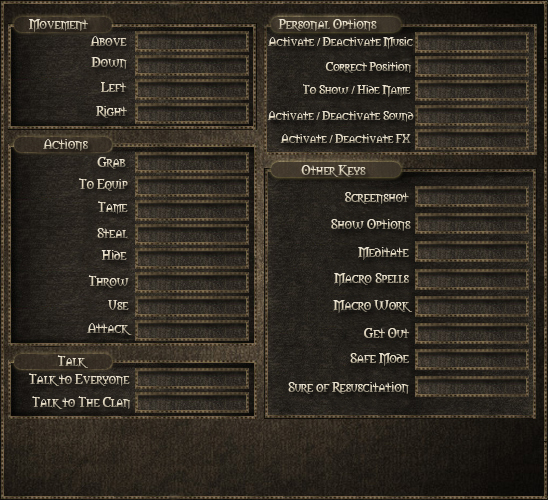 Movement
Above
Down
Left
Right
Actions
Grab
To Equip
Tame
Steal
Hide
Throw
Use
Attack
Talk
Talk to Everyone
Talk to The Clan
Personal Options
Activate / Deactivate Music
Correct Position
To Show / Hide Name
Activate / Deactivate Sound
Activate / Deactivate FX
Other Keys
Screenshot
Show Options
Meditate
Macro Spells
Macro Work
Get Out
Safe Mode
Sure of Resuscitation